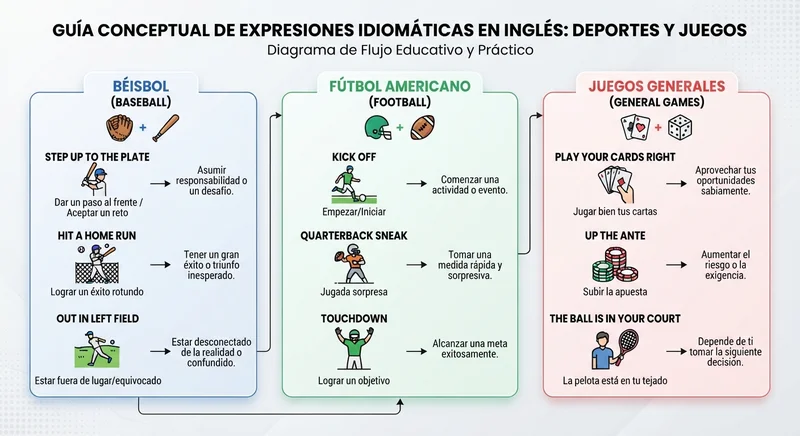 GUÍA CONCEPTUAL DE EXPRESIONES IDIOMÁTICAS EN INGLÉS: DEPORTES Y JUEGOS
Diagrama de Flujo Educativo y Práctico
BÉISBOL
(BASEBALL)
+
STEP UP TO THE PLATE
Dar un paso al frente /
Aceptar un reto
Asumir
responsabilidad o
un desafío.
HIT A HOME RUN
Lograr un éxito rotundo
Tener un gran
éxito o triunfo
inesperado.
OUT IN LEFT FIELD
Estar fuera de lugar/equivocado
Estar desconectado
de la realidad o
confundido.
FÚTBOL AMERICANO
(FOOTBALL)
+
KICK OFF
Empezar/Iniciar
Comenzar una
actividad o evento.
QUARTERBACK SNEAK
Jugada sorpresa
Tomar una
medida rápida y
sorpresiva.
TOUCHDOWN
Lograr un objetivo
Alcanzar una meta
exitosamente.
JUEGOS GENERALES
(GENERAL GAMES)
+
PLAY YOUR CARDS RIGHT
Jugar bien tus cartas
Aprovechar tus
oportunidades
sabiamente.
UP THE ANTE
Subir la apuesta
Aumentar el
riesgo o la
exigencia.
THE BALL IS IN YOUR COURT
La pelota está en tu tejado
Depende de ti
tomar la siguiente
decisión.